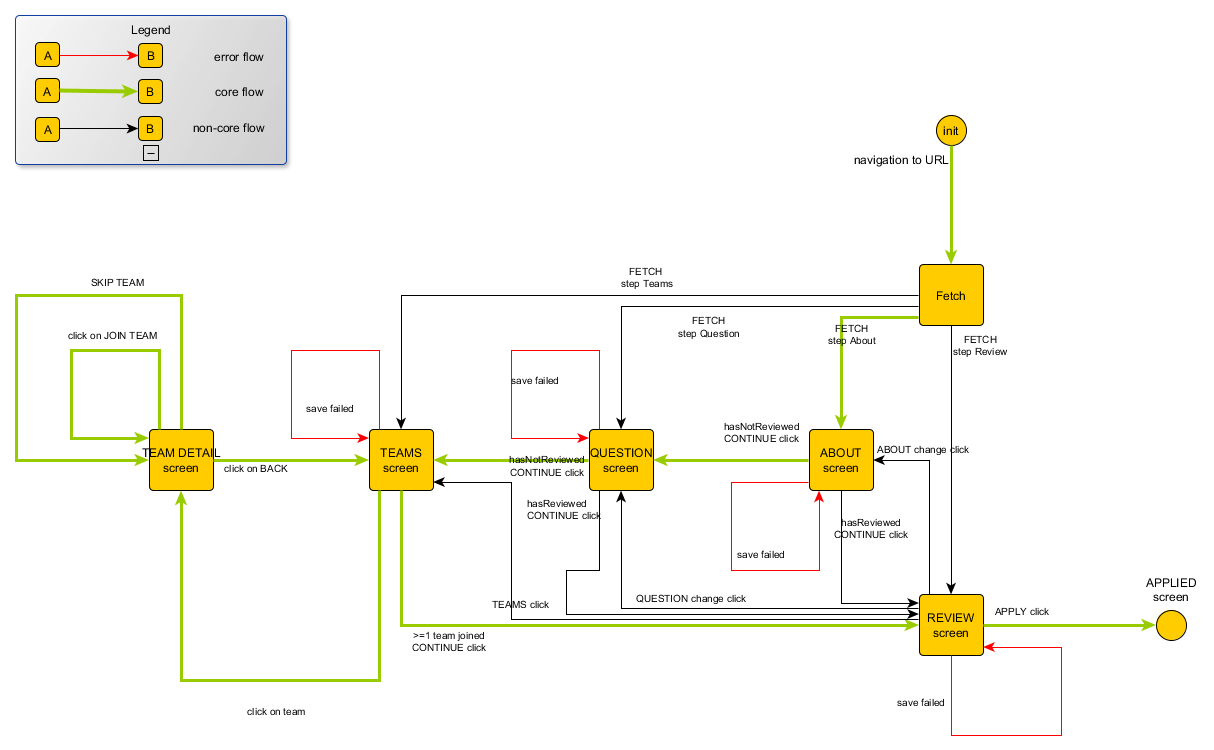 Legend
A
B
error flow
A
B
core flow
A
B
non-core flow
init
navigation to URL
Fetch
FETCH
step Teams
FETCH
step Question
FETCH
step About
FETCH
step Review
SKIP TEAM
click on JOIN TEAM
save failed
save failed
TEAM DETAIL
screen
click on BACK
TEAMS
screen
hasNotReviewed
CONTINUE click
QUESTION
screen
hasNotReviewed
CONTINUE click
ABOUT
screen
ABOUT change click
hasReviewed
CONTINUE click
hasReviewed
CONTINUE click
save failed
TEAMS click
QUESTION change click
>=1 team joined
CONTINUE click
REVIEW
screen
APPLY click
APPLIED
screen
save failed
click on team